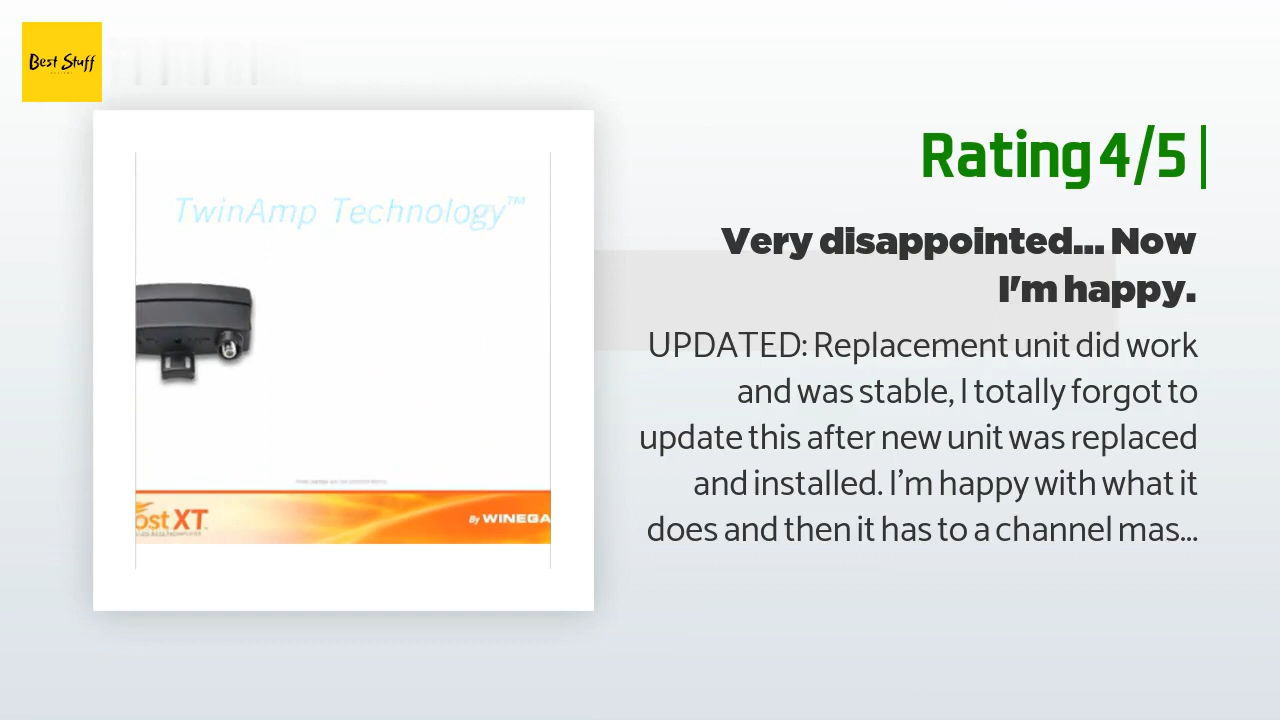 Best Stuff
Rating 4/5 |
Very disappointed... Now
I'm happy.
UPDATED: Replacement unit did work
and was stable, I totally forgot to
update this after new unit was replaced
and installed. I'm happy with what it
does and then it has to a channel mas...
TwinAmp Technology™
ost XT
By WINEGA